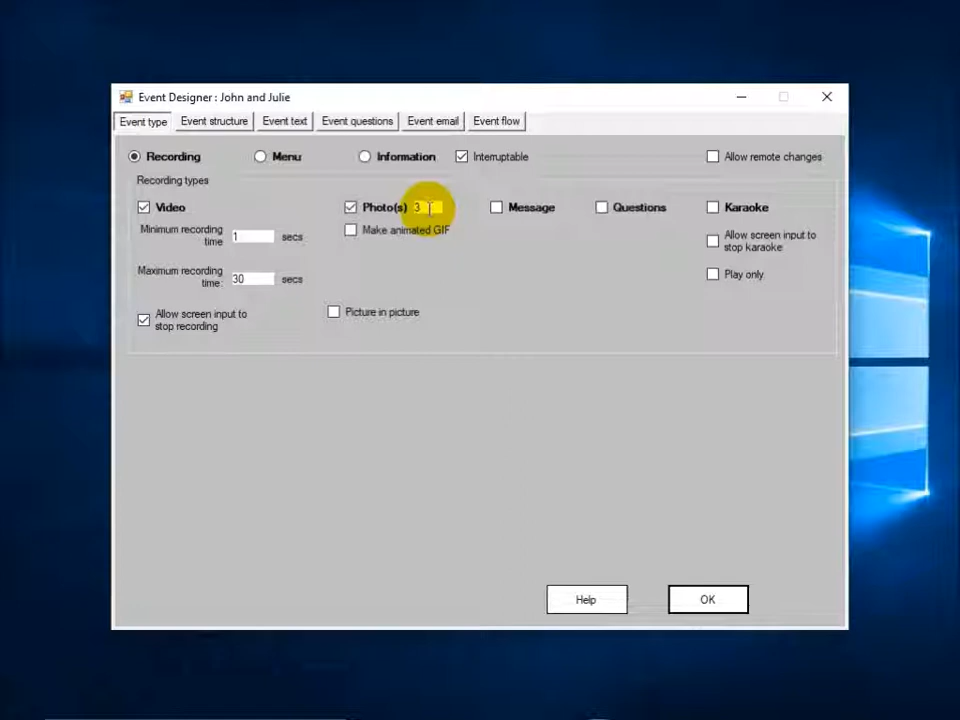 Event Designer : John and Julie
Event type Event structure Event text Event questions Event email Event flow
Recording Menu Information Interruptable Allow remote changes
Recording types
Video Photo(s) 3 Message Questions Karaoke
Minimum recording time 1 secs
Make animated GIF
Allow screen input to stop karaoke
Maximum recording time: 30 secs
Play only
Allow screen input to stop recording
Picture in picture
Help OK